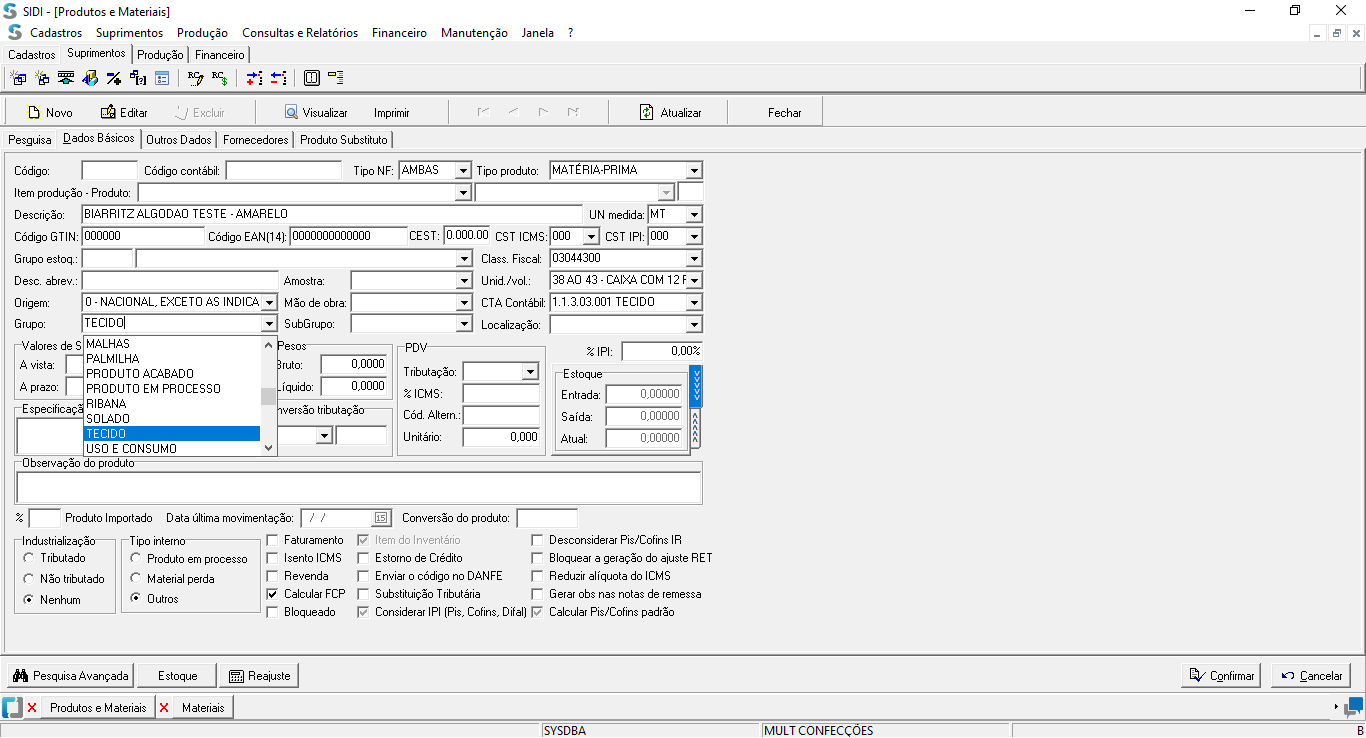 SIDI - [Produtos e Materiais]
Cadastros Suprimentos Produção Consultas e Relatórios Financeiro Manutenção Janela ?
Cadastros Suprimentos Produção Financeiro
Novo Editar Excluir Visualizar Imprimir Atualizar Fechar
Pesquisa Dados Básicos Outros Dados Fornecedores Produto Substituto
Código: Código contábil: Tipo NF: AMBAS Tipo produto: MATÉRIA-PRIMA
Item produção - Produto:
Descrição: BIARRITZ ALGODAO TESTE - AMARELO UN medida: MT
Código GTIN: 000000 Código EAN(14): 0000000000000 CEST: 0.000.00 CST ICMS: 000 CST IPI: 000
Grupo estoq.: Class. Fiscal: 03044300
Desc. abrev.: Amostra: Unid./vol.: 38 AO 43 - CAIXA COM 12 F
Origem: 0 - NACIONAL, EXCETO AS INDICA Mão de obra: CTA Contábil: 1.1.3.03.001 TECIDO
Grupo: TECIDO SubGrupo: Localização:
Valores de S Pesos PDV % IPI: 0,00%
MALHAS
PALMILHA
PRODUTO ACABADO
PRODUTO EM PROCESSO
RIBANA
SOLADO
TECIDO
USO E CONSUMO
A vista: Bruto: 0,0000 Tributação: Estoque
A prazo: Líquido: 0,0000 % ICMS: Entrada: 0,00000
Especificaçã nversão tributação Cód. Altern.: Saída: 0,00000
Unitário: 0,000 Atual: 0,00000
Observação do produto
% Produto Importado Data última movimentação: / / 15 Conversão do produto:
Industrialização Tipo interno Faturamento Item do Inventário Desconsiderar Pis/Cofins IR
Tributado Produto em processo Isento ICMS Estorno de Crédito Bloquear a geração do ajuste RET
Não tributado Material perda Revenda Enviar o código no DANFE Reduzir alíquota do ICMS
Nenhum Outros Calcular FCP Substituição Tributária Gerar obs nas notas de remessa
Bloqueado Considerar IPI (Pis, Cofins, Difal) Calcular Pis/Cofins padrão
Pesquisa Avançada Estoque Reajuste Confirmar Cancelar
Produtos e Materiais Materiais
SYSDBA MULT CONFECÇÕES B